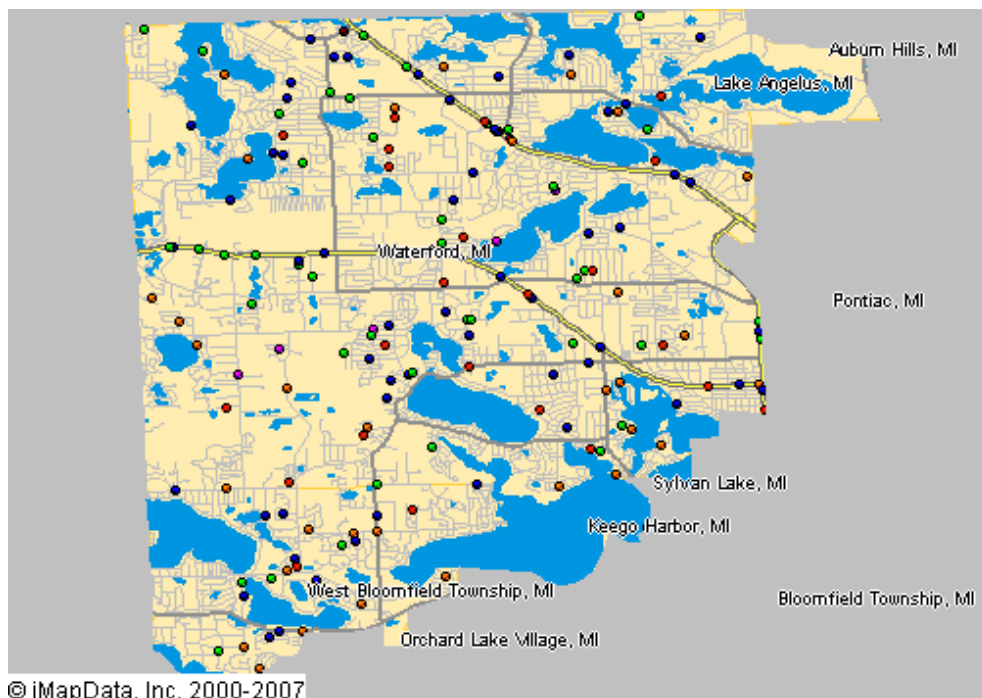 Auburn Hills, MI
Lake Angelus, MI
Waterford, MI
Pontiac, MI
Sylvan Lake, MI
Keego Harbor, MI
West Bloomfield Township, MI
Bloomfield Township, MI
Orchard Lake Village, MI
© iMapData, Inc. 2000-2007